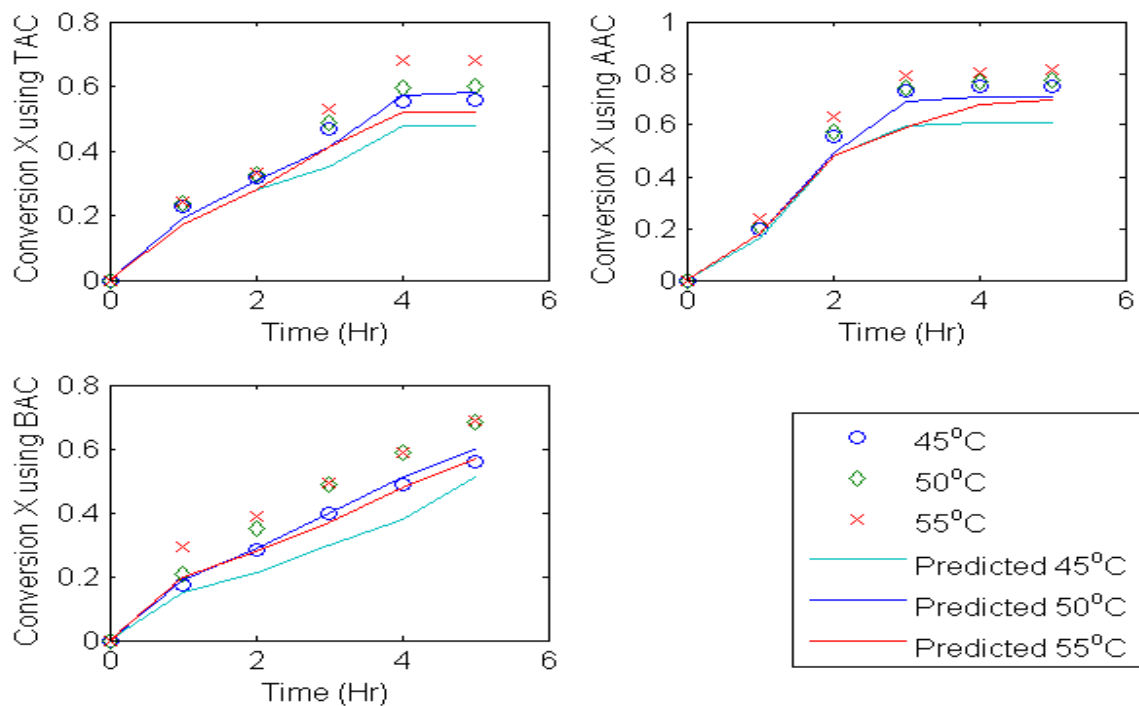 Conversion X using TAC
0.8
0.6
0.4
0.2
0
0
2
4
6
Time (Hr)
Conversion X using AAC
1
0.8
0.6
0.4
0.2
0
0
2
4
6
Time (Hr)
Conversion X using BAC
0.8
0.6
0.4
0.2
0
0
2
4
6
Time (Hr)
45°C
50°C
55°C
Predicted 45°C
Predicted 50°C
Predicted 55°C